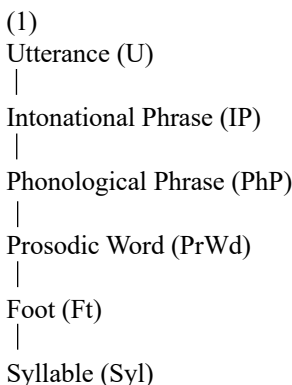 (1)
Utterance (U)
Intonational Phrase (IP)
Phonological Phrase (PhP)
Prosodic Word (PrWd)
Foot (Ft)
Syllable (Syl)